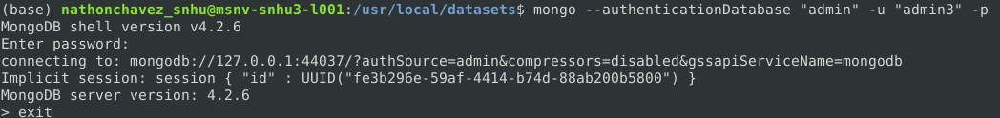 (base) nathonchavez_snhu@msnv-snhu3-l001:/usr/local/datasets$ mongo --authenticationDatabase "admin" -u "admin3" -p
MongoDB shell version v4.2.6
Enter password:
connecting to: mongodb://127.0.0.1:44037/?authSource=admin&compressors=disabled&gssapiServiceName=mongodb
Implicit session: session { "id" : UUID("fe3b296e-59af-4414-b74d-88ab200b5800") }
MongoDB server version: 4.2.6
> exit